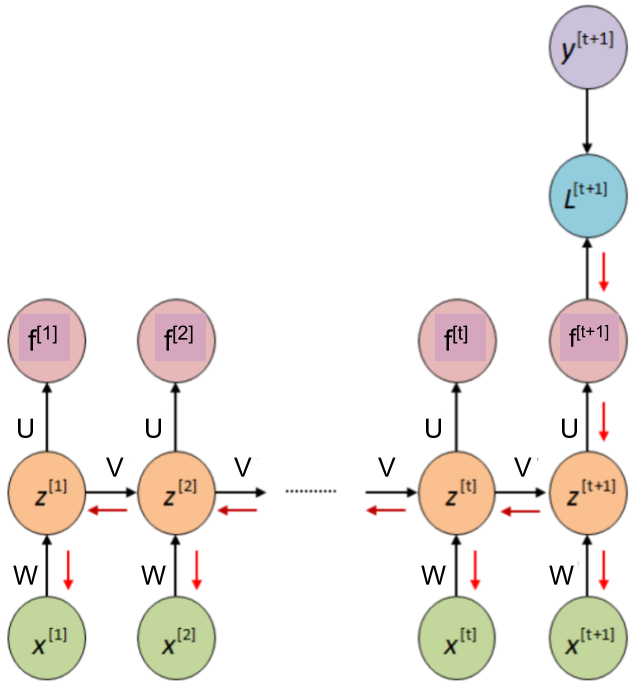 y[t+1]
L[t+1]
f[1] f[2] f[t] f[t+1]
U U U U
V V V V
z[1] z[2] z[t] z[t+1]
W W W W
x[1] x[2] x[t] x[t+1]